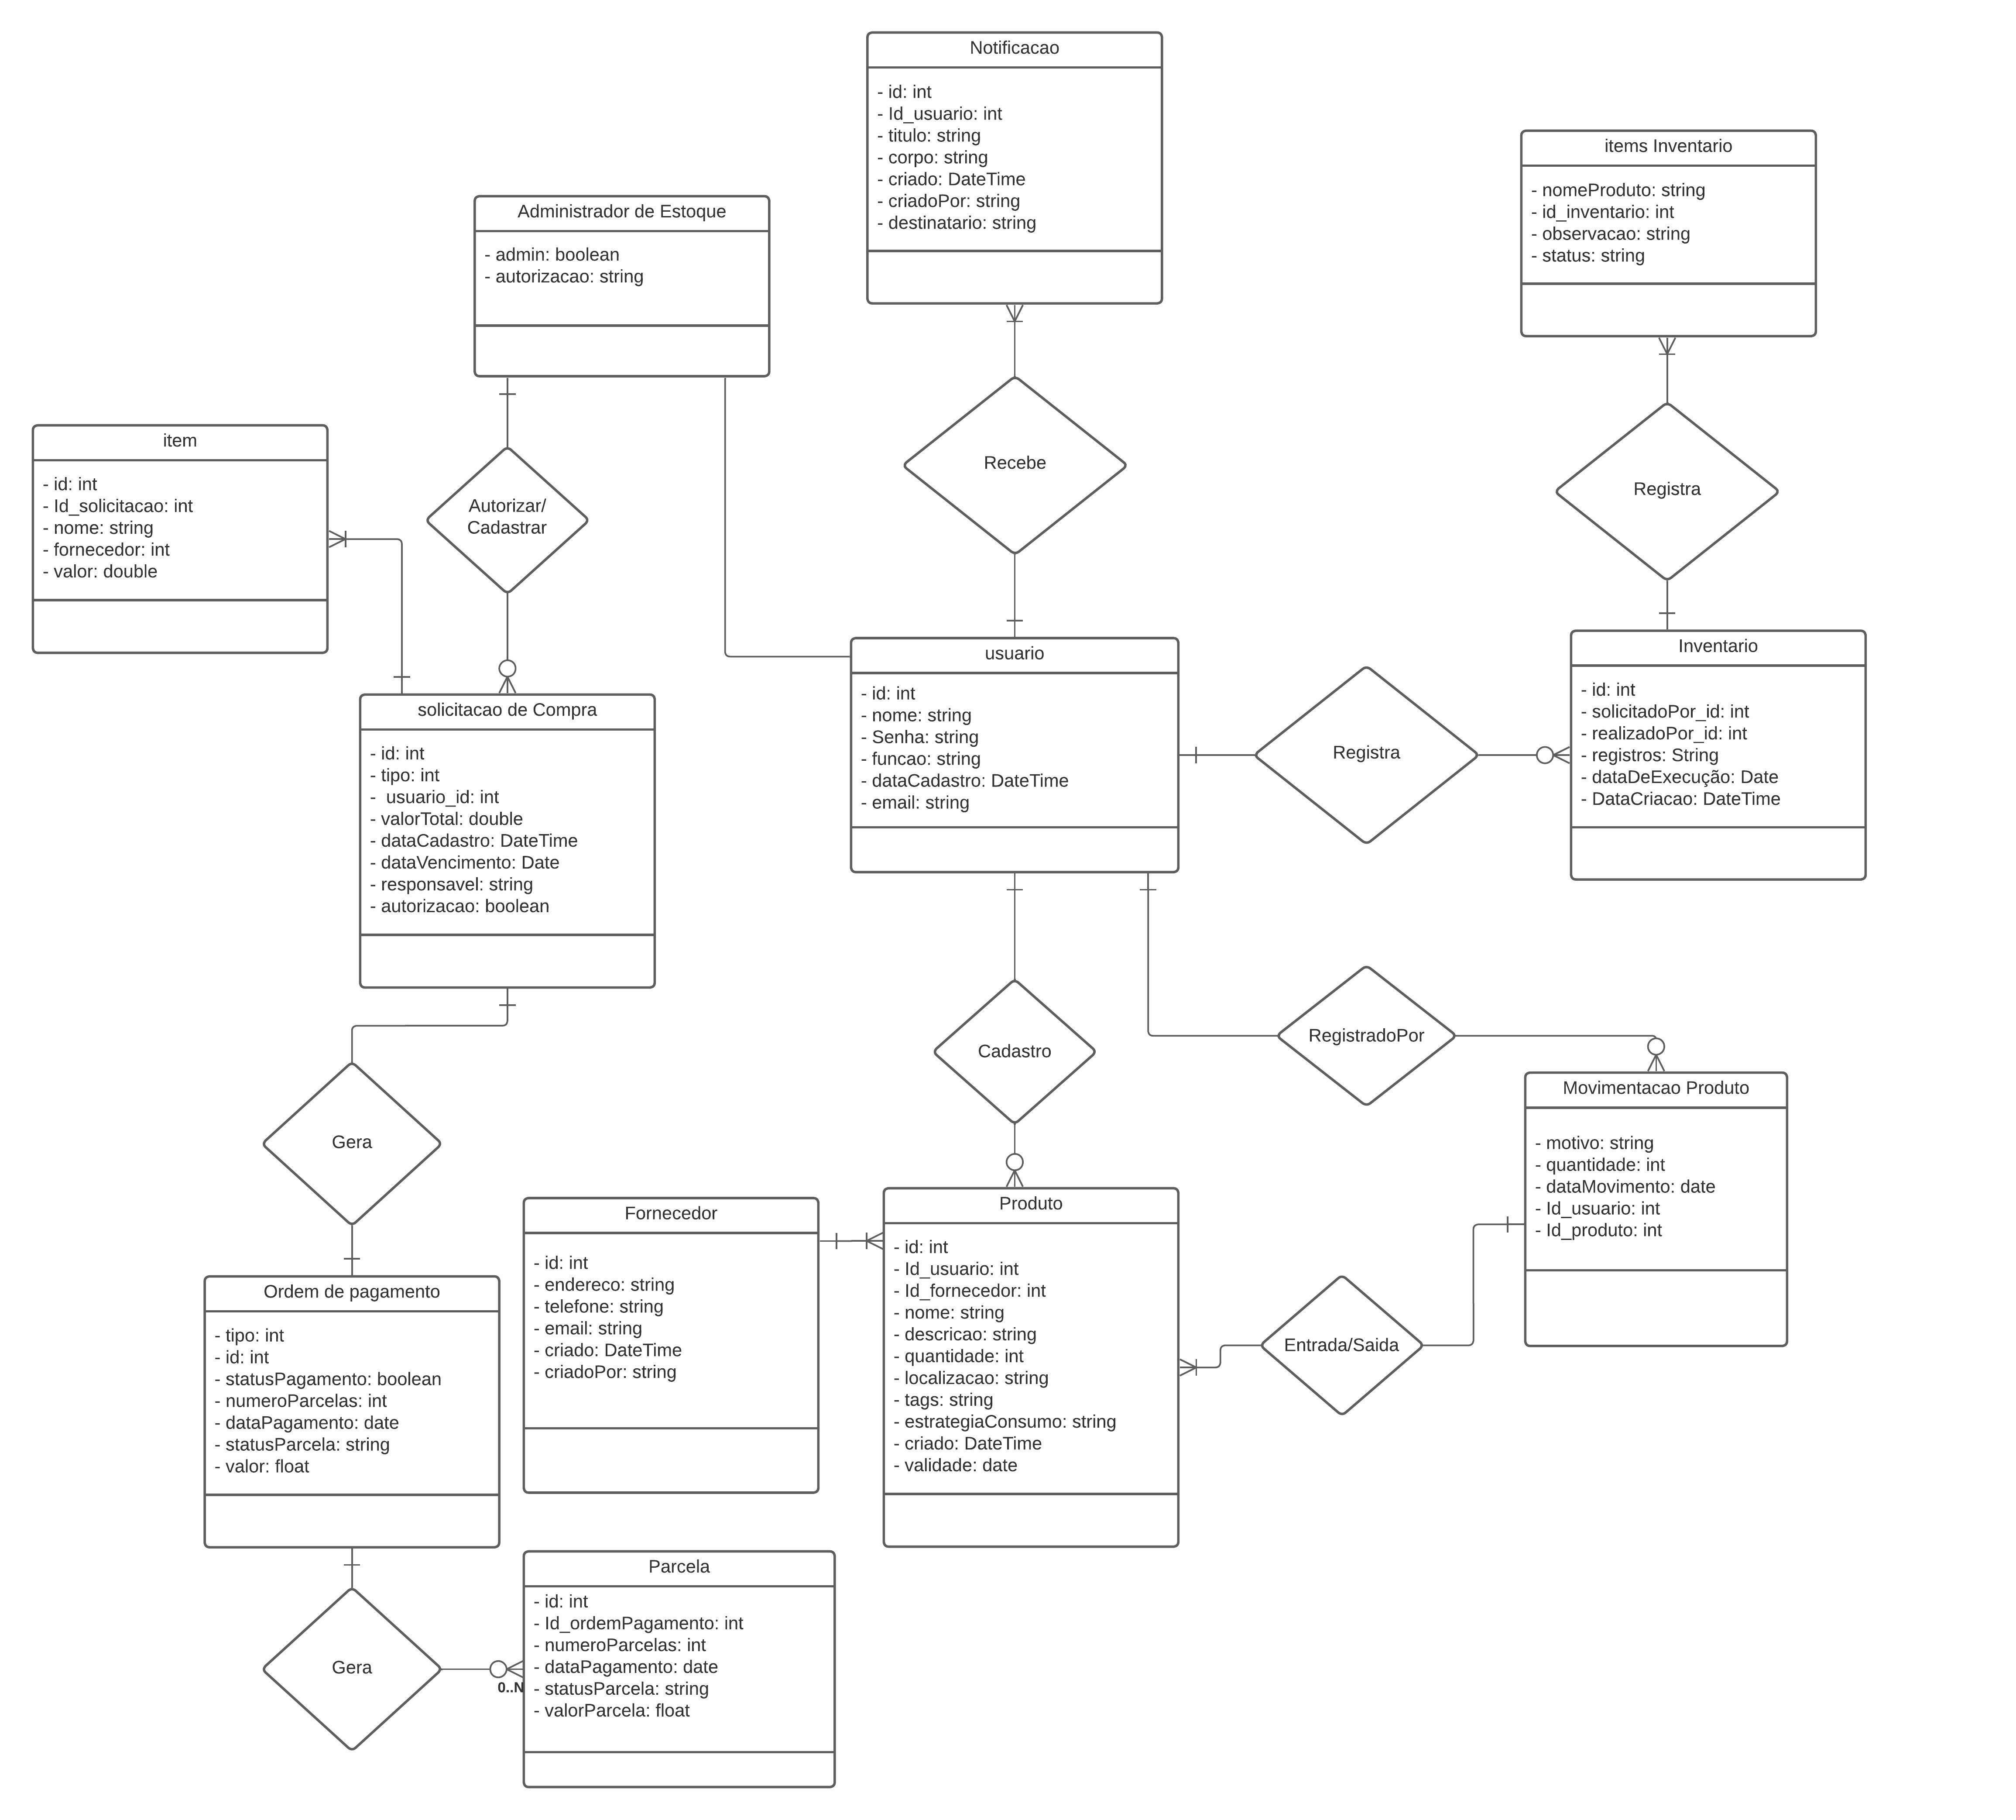 Notificacao
- id: int
- Id_usuario: int
- titulo: string
- corpo: string
- criado: DateTime
- criadoPor: string
- destinatario: string
items Inventario
- nomeProduto: string
- id_inventario: int
- observacao: string
- status: string
Administrador de Estoque
- admin: boolean
- autorizacao: string
item
- id: int
- Id_solicitacao: int
- nome: string
- fornecedor: int
- valor: double
Autorizar/
Cadastrar
Recebe
Registra
solicitacao de Compra
- id: int
- tipo: int
- usuario_id: int
- valorTotal: double
- dataCadastro: DateTime
- dataVencimento: Date
- responsavel: string
- autorizacao: boolean
usuario
- id: int
- nome: string
- Senha: string
- funcao: string
- dataCadastro: DateTime
- email: string
Registra
Inventario
- id: int
- solicitadoPor_id: int
- realizadoPor_id: int
- registros: String
- dataDeExecução: Date
- DataCriacao: DateTime
Gera
Cadastro
RegistradoPor
Movimentacao Produto
- motivo: string
- quantidade: int
- dataMovimento: date
- Id_usuario: int
- Id_produto: int
Fornecedor
- id: int
- endereco: string
- telefone: string
- email: string
- criado: DateTime
- criadoPor: string
Produto
- id: int
- Id_usuario: int
- Id_fornecedor: int
- nome: string
- descricao: string
- quantidade: int
- localizacao: string
- tags: string
- estrategiaConsumo: string
- criado: DateTime
- validade: date
Entrada/Saida
Ordem de pagamento
- tipo: int
- id: int
- statusPagamento: boolean
- numeroParcelas: int
- dataPagamento: date
- statusParcela: string
- valor: float
Gera
0..N
Parcela
- id: int
- Id_ordemPagamento: int
- numeroParcelas: int
- dataPagamento: date
- statusParcela: string
- valorParcela: float